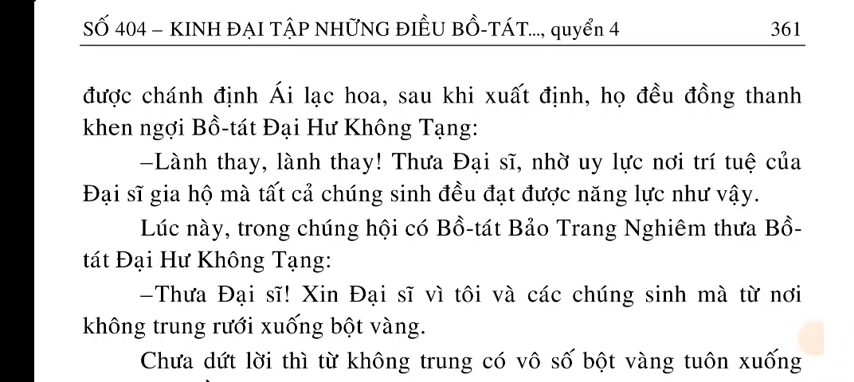 SỐ 404 – KINH ĐẠI TẬP NHỮNG ĐIỀU BỒ-TÁT..., quyển 4 361
được chánh định Ái lạc hoa, sau khi xuất định, họ đều đồng thanh
khen ngợi Bồ-tát Đại Hư Không Tạng:
–Lành thay, lành thay! Thưa Đại sĩ, nhờ uy lực nơi trí tuệ của
Đại sĩ gia hộ mà tất cả chúng sinh đều đạt được năng lực như vậy.
Lúc này, trong chúng hội có Bồ-tát Bảo Trang Nghiêm thưa Bồ-
tát Đại Hư Không Tạng:
–Thưa Đại sĩ! Xin Đại sĩ vì tôi và các chúng sinh mà từ nơi
không trung rưới xuống bột vàng.
Chưa dứt lời thì từ không trung có vô số bột vàng tuôn xuống